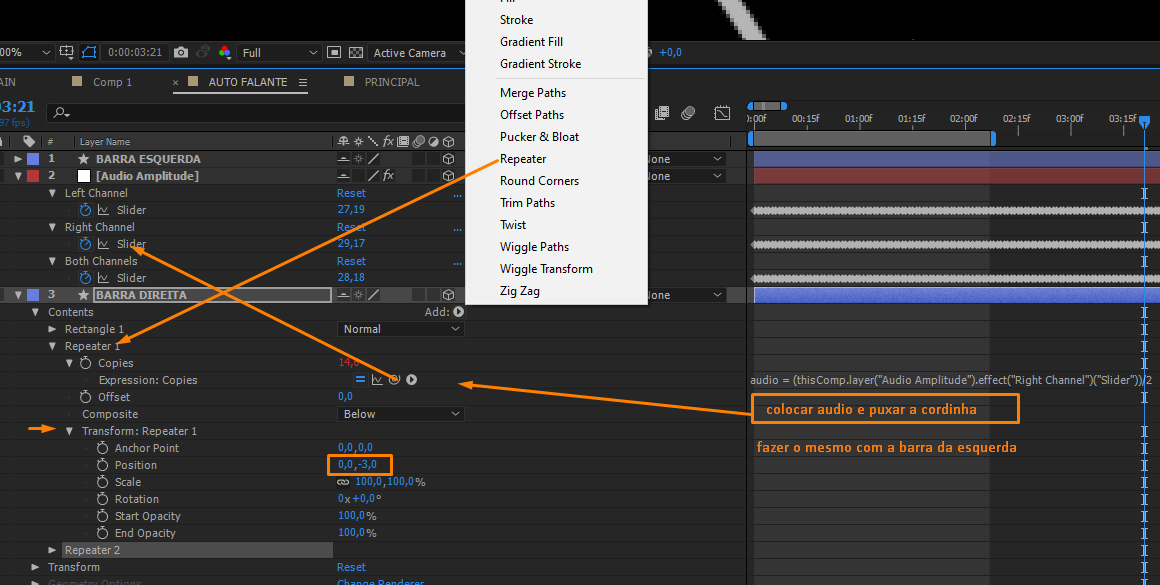 Stroke
Gradient Fill
Gradient Stroke
Merge Paths
Offset Paths
Pucker & Bloat
Repeater
Round Corners
Trim Paths
Twist
Wiggle Paths
Wiggle Transform
Zig Zag
00% 0:00:03:21 Full Active Camera +0,0
AIN Comp 1 × AUTO FALANTE PRINCIPAL
03:21
97 fps)
:00f 00:15f 01:00f 01:15f 02:00f 02:15f 03:00f 03:15f
# Layer Name fx
1 BARRA ESQUERDA None
2 [Audio Amplitude] fx None
Left Channel Reset ...
Slider 27,19
Right Channel Reset ...
Slider 29,17
Both Channels Reset ...
Slider 28,18
3 BARRA DIREITA None
Contents Add:
Rectangle 1 Normal
Repeater 1
Copies 14,6
Expression: Copies audio = (thisComp.layer("Audio Amplitude").effect("Right Channel")("Slider"))/2
Offset 0,0
colocar audio e puxar a cordinha
Composite Below
Transform: Repeater 1
Anchor Point 0,0,0,0
fazer o mesmo com a barra da esquerda
Position 0,0,-3,0
Scale 100,0,100,0%
Rotation 0x+0,0°
Start Opacity 100,0%
End Opacity 100,0%
Repeater 2
Transform Reset
Geometry Options Change Renderer